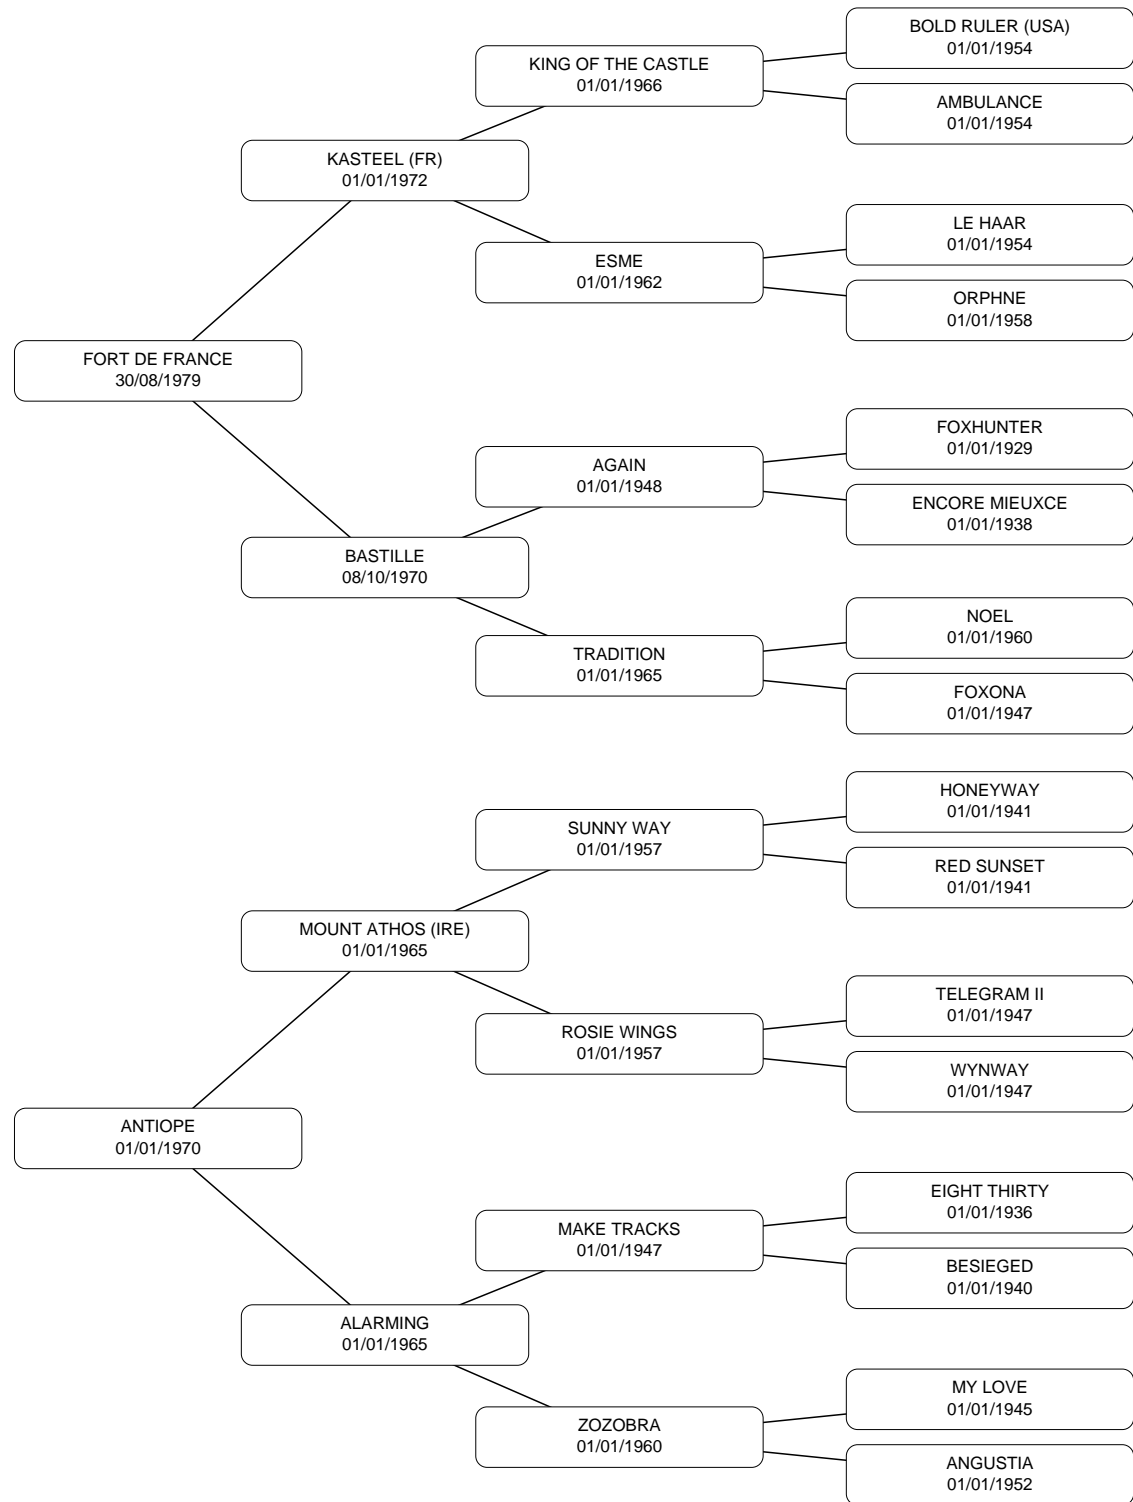 BOLD RULER (USA)
01/01/1954
KING OF THE CASTLE
01/01/1966
AMBULANCE
01/01/1954
KASTEEL (FR)
01/01/1972
LE HAAR
01/01/1954
ESME
01/01/1962
ORPHNE
01/01/1958
FORT DE FRANCE
30/08/1979
FOXHUNTER
01/01/1929
AGAIN
01/01/1948
ENCORE MIEUXCE
01/01/1938
BASTILLE
08/10/1970
NOEL
01/01/1960
TRADITION
01/01/1965
FOXONA
01/01/1947
HONEYWAY
01/01/1941
SUNNY WAY
01/01/1957
RED SUNSET
01/01/1941
MOUNT ATHOS (IRE)
01/01/1965
TELEGRAM II
01/01/1947
ROSIE WINGS
01/01/1957
WYNWAY
01/01/1947
ANTIOPE
01/01/1970
EIGHT THIRTY
01/01/1936
MAKE TRACKS
01/01/1947
BESIEGED
01/01/1940
ALARMING
01/01/1965
MY LOVE
01/01/1945
ZOZOBRA
01/01/1960
ANGUSTIA
01/01/1952